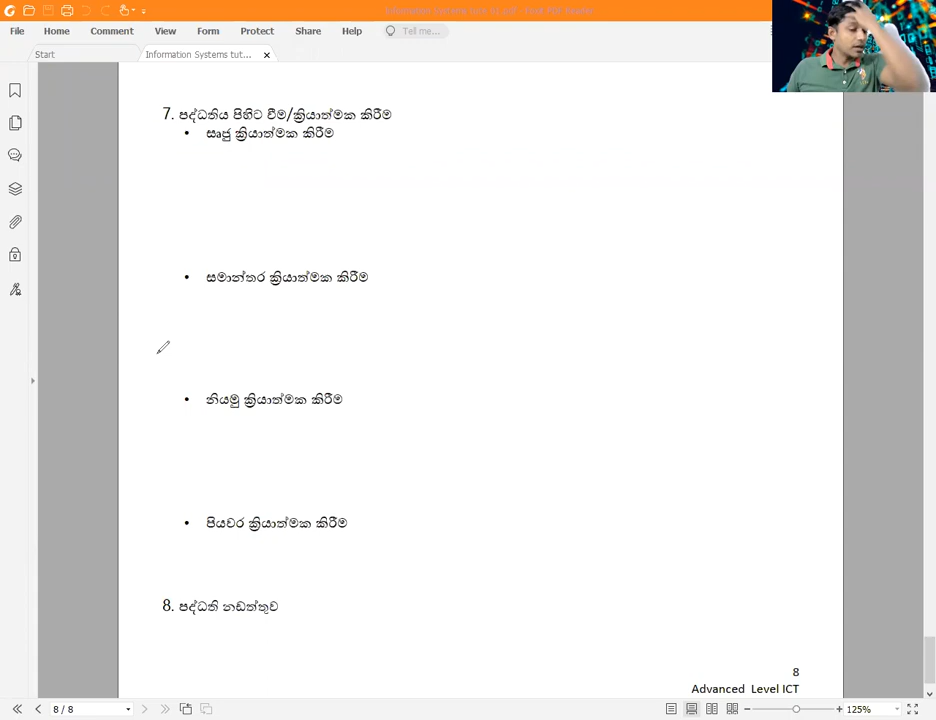 File Home Comment View Form Protect Share Help Tell me...
Start Information Systems tut...
7. පද්ධතිය පිහිට වීම/ක්‍රියාත්මක කිරීම
• සෘජු ක්‍රියාත්මක කිරීම
• සමාන්තර ක්‍රියාත්මක කිරීම
• නියමු ක්‍රියාත්මක කිරීම
• පියවර ක්‍රියාත්මක කිරීම
8. පද්ධති නඩත්තුව
8
Advanced Level ICT
8 / 8 125%